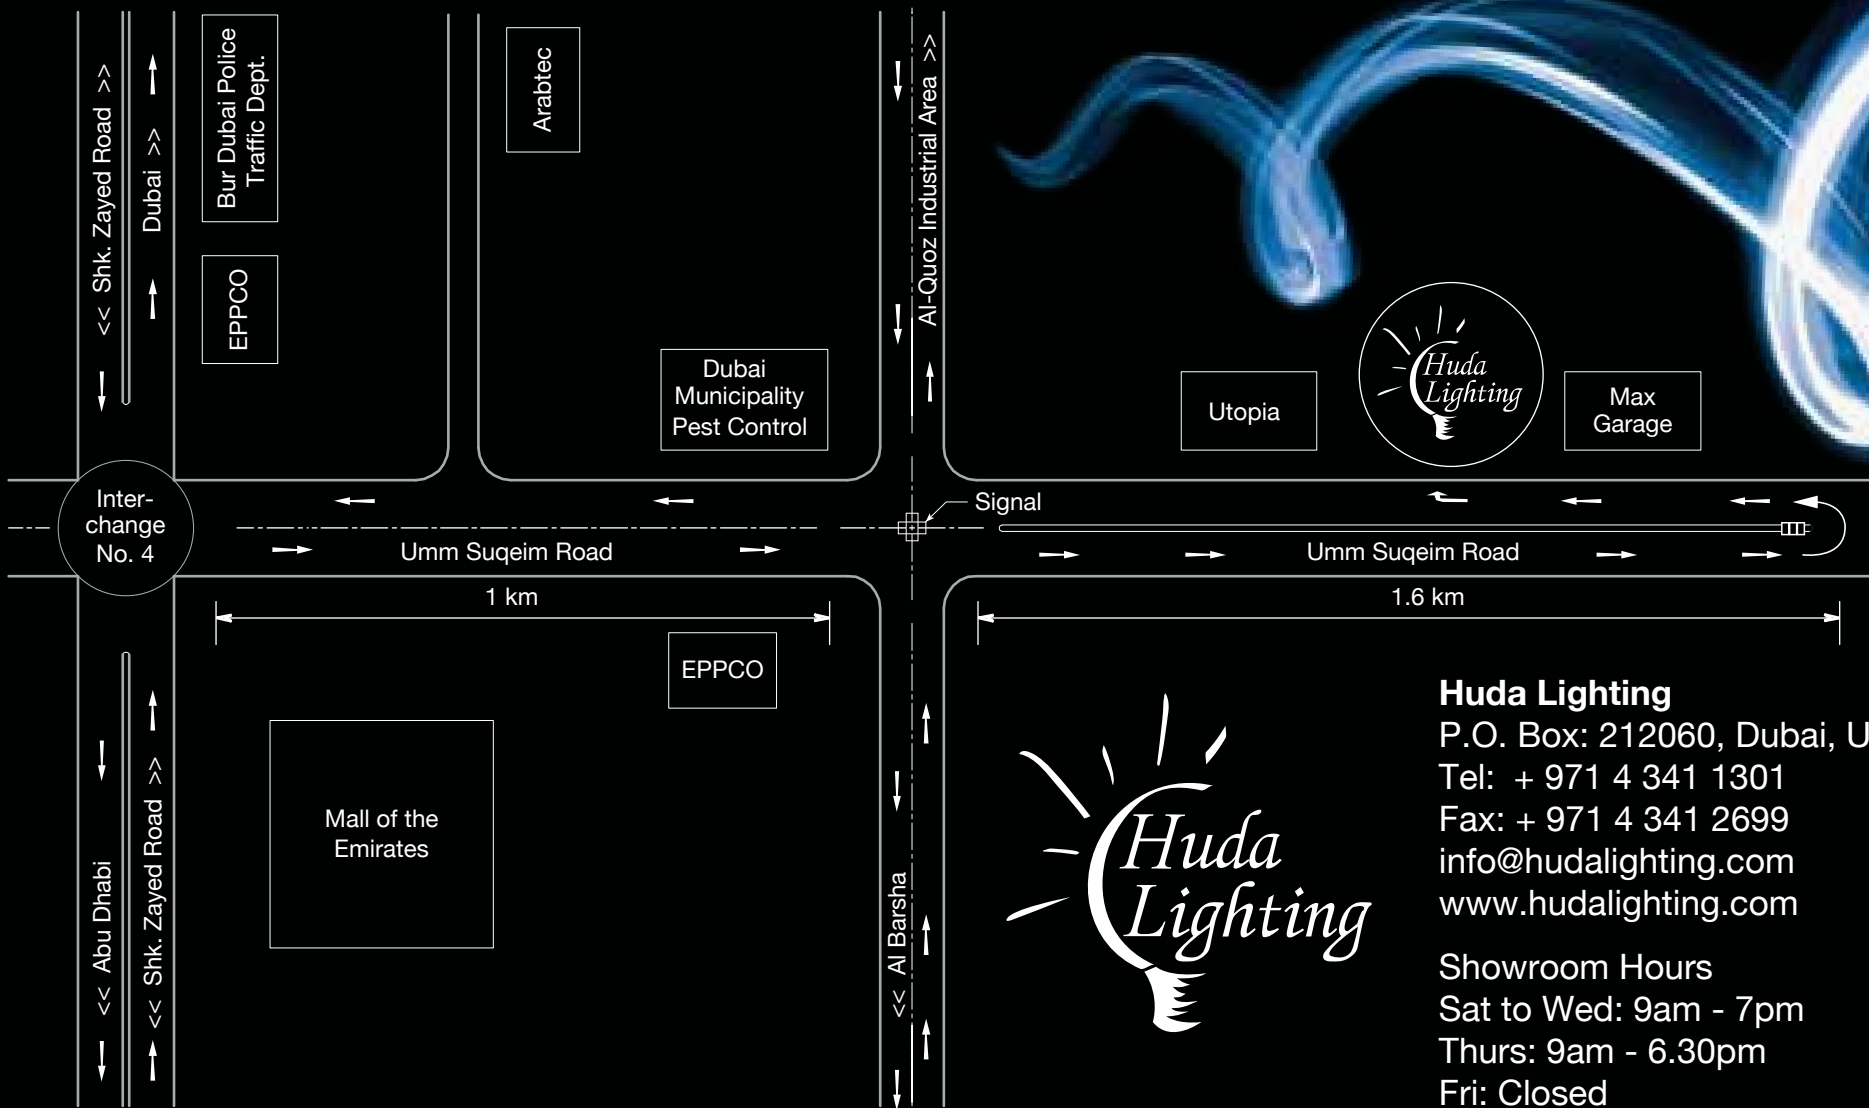 << Shk. Zayed Road >>
Dubai >>
Bur Dubai Police
Traffic Dept.
EPPCO
Arabtec
Dubai
Municipality
Pest Control
Al-Quoz Industrial Area >>
Utopia
Huda
Lighting
Max
Garage
Inter-
change
No. 4
Signal
Umm Suqeim Road
Umm Suqeim Road
1 km
1.6 km
EPPCO
Mall of the
Emirates
<< Abu Dhabi
<< Shk. Zayed Road >>
<< Al Barsha
Huda
Lighting
Huda Lighting
P.O. Box: 212060, Dubai, U
Tel: + 971 4 341 1301
Fax: + 971 4 341 2699
info@hudalighting.com
www.hudalighting.com
Showroom Hours
Sat to Wed: 9am - 7pm
Thurs: 9am - 6.30pm
Fri: Closed